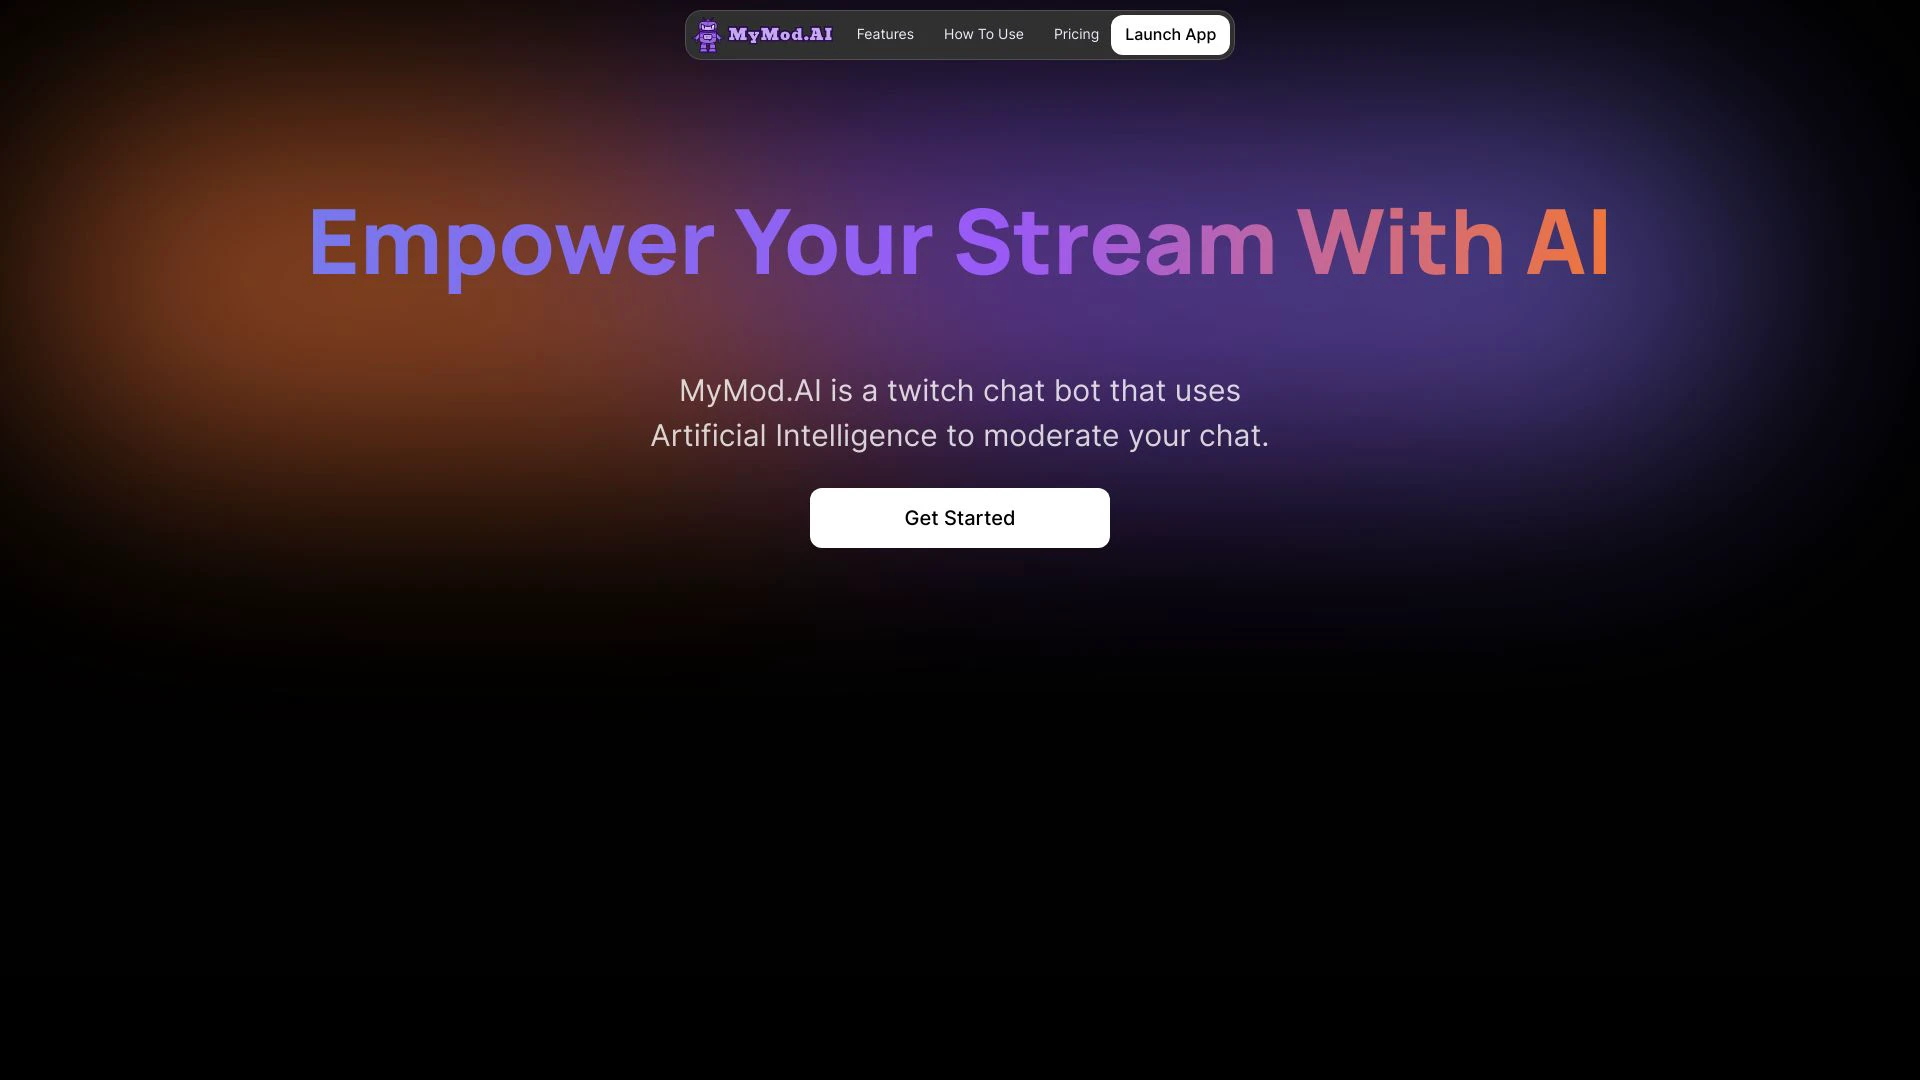 MyMod.AI Features How To Use Pricing Launch App
Empower Your Stream With AI
MyMod.AI is a twitch chat bot that uses
Artificial Intelligence to moderate your chat.
Get Started